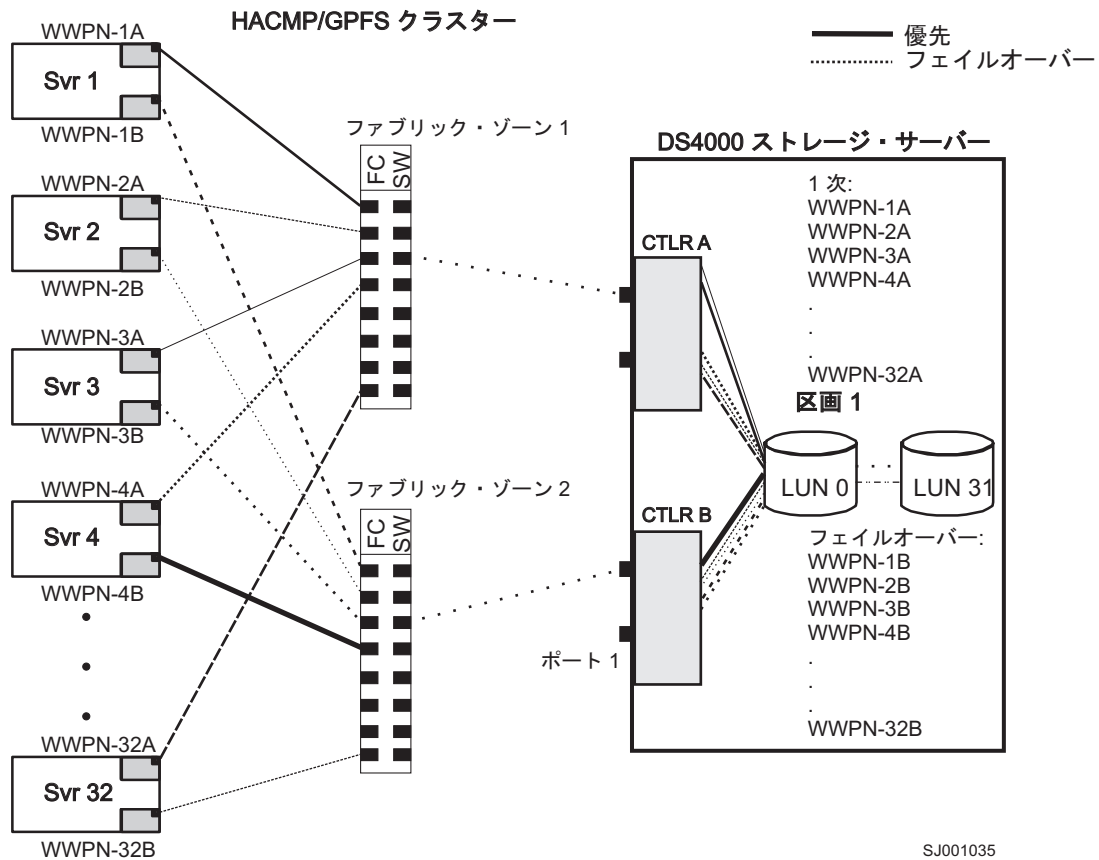 HACMP/GPFS クラスター
優先
フェイルオーバー
WWPN-1A
Svr 1
WWPN-1B
WWPN-2A
Svr 2
WWPN-2B
WWPN-3A
Svr 3
WWPN-3B
WWPN-4A
Svr 4
WWPN-4B
WWPN-32A
Svr 32
WWPN-32B
ファブリック・ゾーン 1
FC
SW
ファブリック・ゾーン 2
FC
SW
DS4000 ストレージ・サーバー
CTLR A
CTLR B
ポート 1
1 次:
WWPN-1A
WWPN-2A
WWPN-3A
WWPN-4A
.
.
.
WWPN-32A
区画 1
LUN 0
LUN 31
フェイルオーバー:
WWPN-1B
WWPN-2B
WWPN-3B
WWPN-4B
.
.
.
WWPN-32B
SJ001035